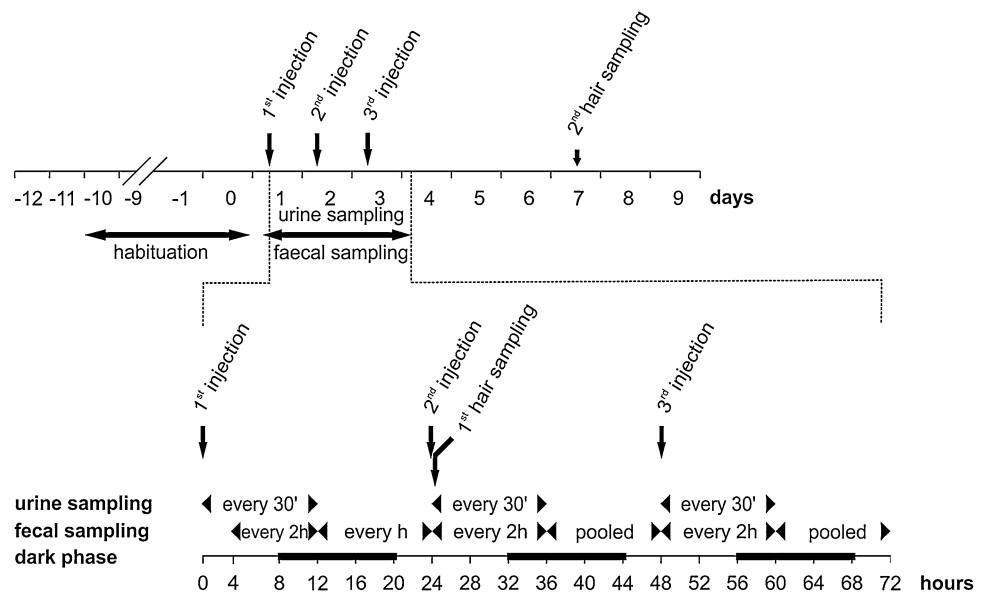 1st injection
2nd injection
3rd injection
2nd hair sampling
-12 -11 -10 -9 -1 0 1 2 3 4 5 6 7 8 9 days
urine sampling
habituation faecal sampling
1st injection
2nd injection
1st hair sampling
3rd injection
urine sampling every 30' every 30' every 30'
fecal sampling every 2h every h every 2h pooled every 2h pooled
dark phase
0 4 8 12 16 20 24 28 32 36 40 44 48 52 56 60 64 68 72 hours